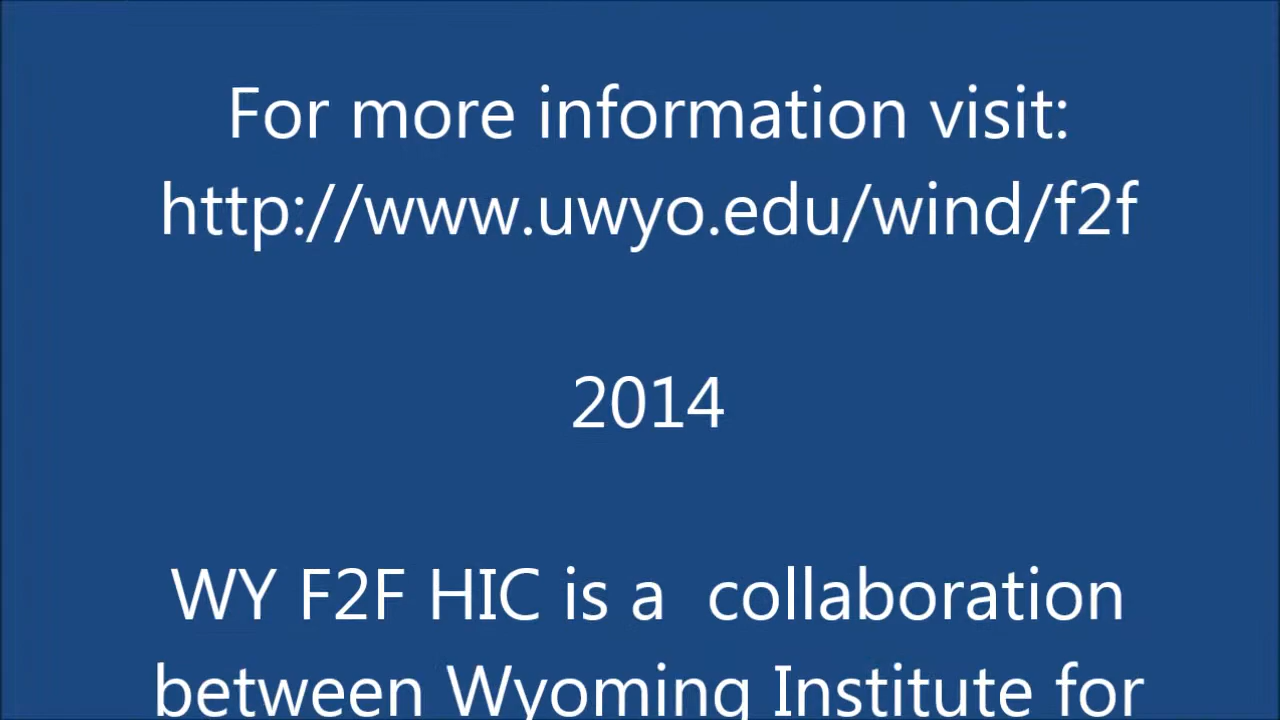 For more information visit:
http://www.uwyo.edu/wind/f2f
2014
WY F2F HIC is a  collaboration
between Wyoming Institute for